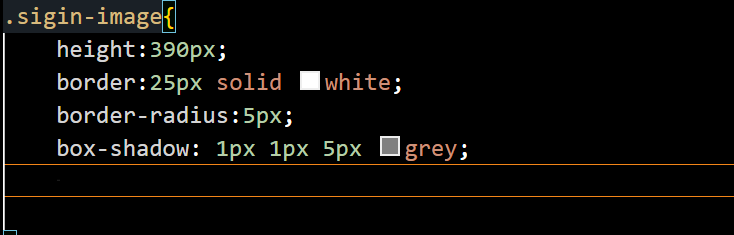 .sigin-image{
height:390px;
border:25px solid white;
border-radius:5px;
box-shadow: 1px 1px 5px grey;